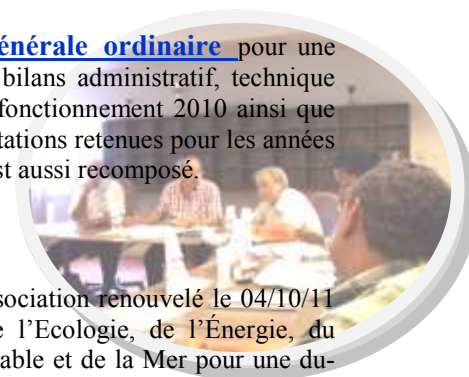 énérale ordinaire pour une
bilans administratif, technique
fonctionnement 2010 ainsi que
tations retenues pour les années
st aussi recomposé.
sociation renouvelé le 04/10/11
e l'Ecologie, de l'Énergie, du
able et de la Mer pour une du-